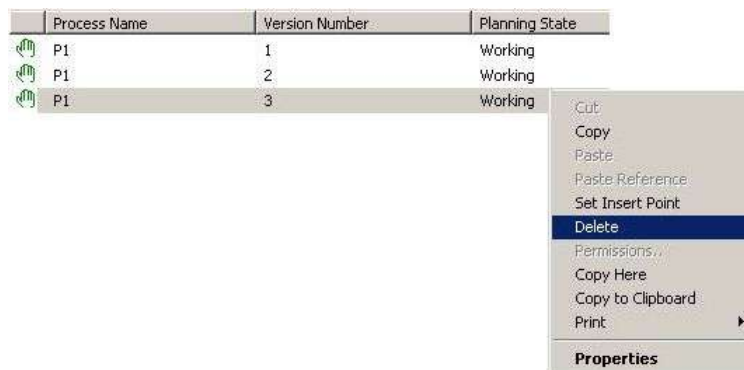 Process Name Version Number Planning State
P1 1 Working
P1 2 Working
P1 3 Working
Cut
Copy
Paste
Paste Reference
Set Insert Point
Delete
Permissions..
Copy Here
Copy to Clipboard
Print
Properties